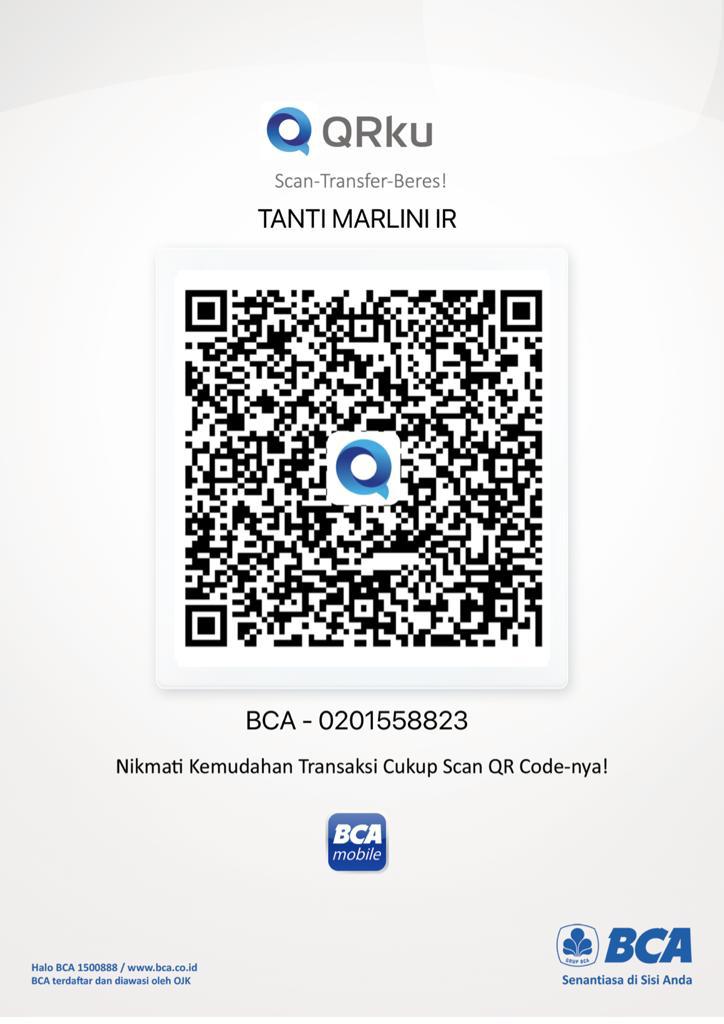 QRku
Scan-Transfer-Beres!
TANTI MARLINI IR
BCA - 0201558823
Nikmati Kemudahan Transaksi Cukup Scan QR Code-nya!
BCA
mobile
Halo BCA 1500888 / www.bca.co.id
BCA terdaftar dan diawasi oleh OJK
GRUP BCA
BCA
Senantiasa di Sisi Anda